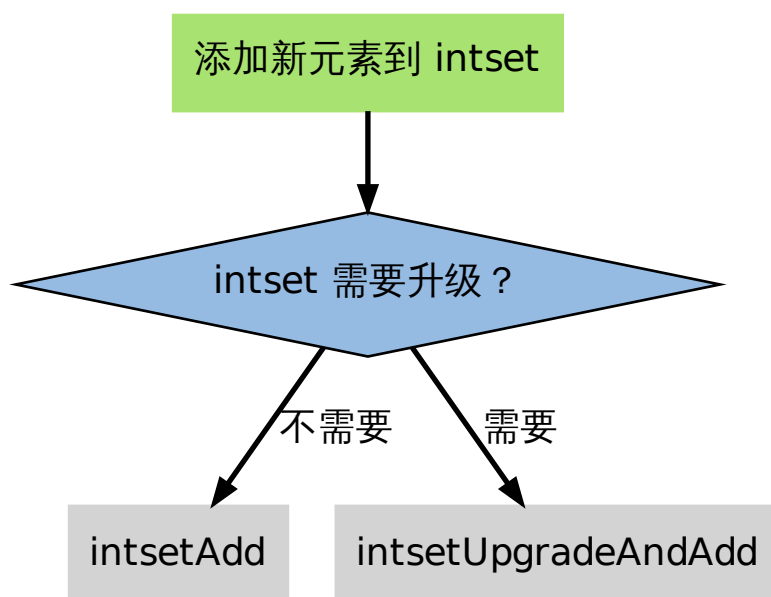 添加新元素到 intset
intset 需要升级？
不需要
需要
intsetAdd
intsetUpgradeAndAdd